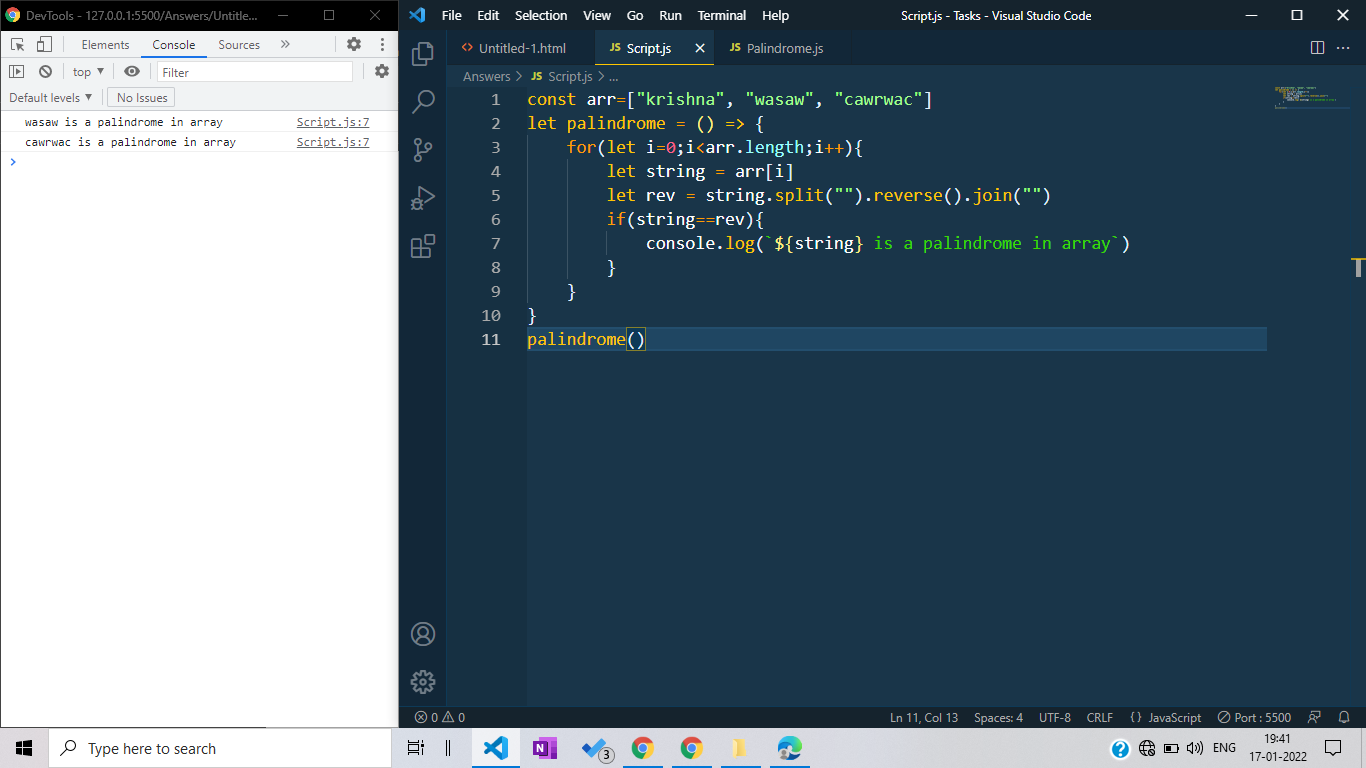 DevTools - 127.0.0.1:5500/Answers/Untitle...
Elements Console Sources »
top ▼ Filter
Default levels ▼ No Issues
wasaw is a palindrome in array Script.js:7
cawrwac is a palindrome in array Script.js:7
>
File Edit Selection View Go Run Terminal Help Script.js - Tasks - Visual Studio Code
<> Untitled-1.html JS Script.js × JS Palindrome.js ...
Answers > JS Script.js > ...
1 const arr=["krishna", "wasaw", "cawrwac"]
2 let palindrome = () => {
3 for(let i=0;i<arr.length;i++){
4 let string = arr[i]
5 let rev = string.split("").reverse().join("")
6 if(string==rev){
7 console.log(`${string} is a palindrome in array`)
8 }
9 }
10 }
11 palindrome()
0 0 Ln 11, Col 13 Spaces: 4 UTF-8 CRLF {} JavaScript Port : 5500
Type here to search N 3 ? ENG 19:41
17-01-2022